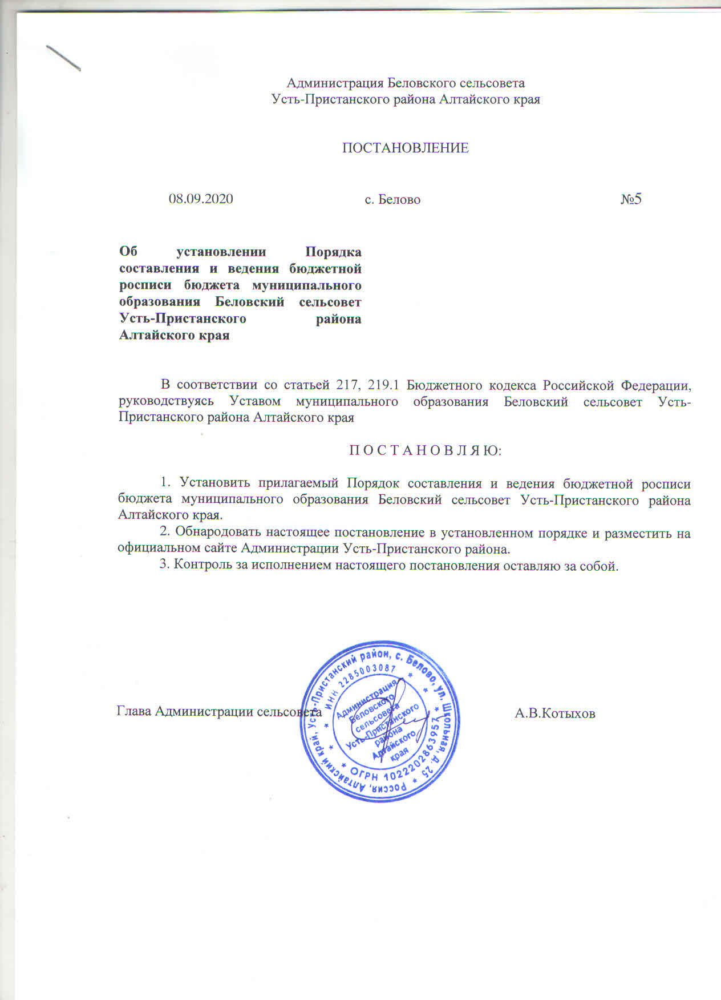 Администрация Беловского сельсовета
Усть-Пристанского района Алтайского края
ПОСТАНОВЛЕНИЕ
08.09.2020 с. Белово №5
Об установлении Порядка
составления и ведения бюджетной
росписи бюджета муниципального
образования Беловский сельсовет
Усть-Пристанского района
Алтайского края
В соответствии со статьей 217, 219.1 Бюджетного кодекса Российской Федерации,
руководствуясь Уставом муниципального образования Беловский сельсовет Усть-
Пристанского района Алтайского края
П О С Т А Н О В Л Я Ю:
1. Установить прилагаемый Порядок составления и ведения бюджетной росписи
бюджета муниципального образования Беловский сельсовет Усть-Пристанского района
Алтайского края.
2. Обнародовать настоящее постановление в установленном порядке и разместить на
официальном сайте Администрации Усть-Пристанского района.
3. Контроль за исполнением настоящего постановления оставляю за собой.
Глава Администрации сельсовета А.В.Котыхов
Россия, Алтайский край, Усть-Пристанский район, с. Белово, ул. Школьная, д. 25 *
* ИНН 2285003087 *
* ОГРН 1022202863957 *
Администрация
Беловского
сельсовета
Усть-Пристанского
района
Алтайского
края